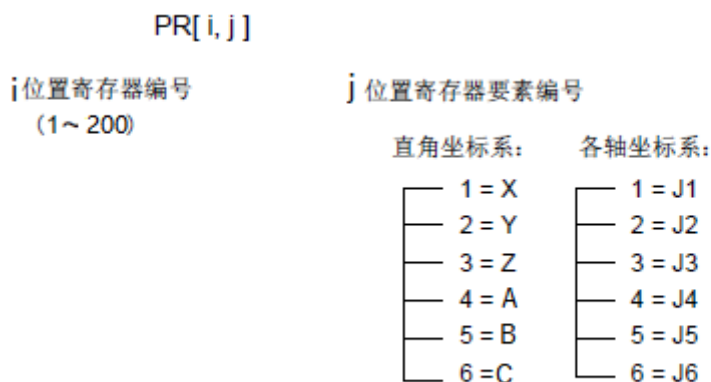 PR[ i, j ]
i 位置寄存器编号
（1~ 200）
j 位置寄存器要素编号
直角坐标系：
1 = X
2 = Y
3 = Z
4 = A
5 = B
6 =C
各轴坐标系：
1 = J1
2 = J2
3 = J3
4 = J4
5 = J5
6 = J6